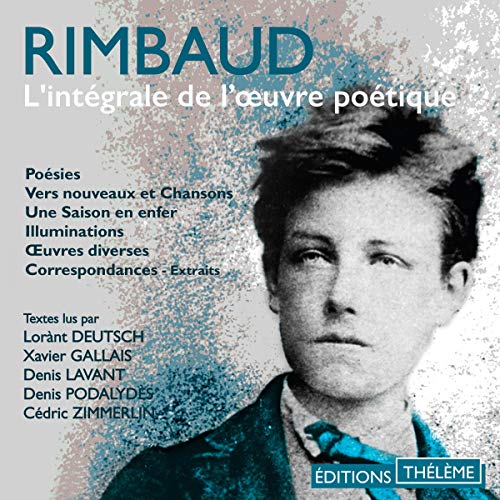 RIMBAUD
L'intégrale de l'œuvre poétique
Poésies
Vers nouveaux et Chansons
Une Saison en enfer
Illuminations
Œuvres diverses
Correspondances - Extraits
Textes lus par
Lorànt DEUTSCH
Xavier GALLAIS
Denis LAVANT
Denis PODALYDÈS
Cédric ZIMMERLIN
ÉDITIONS THÉLÈME